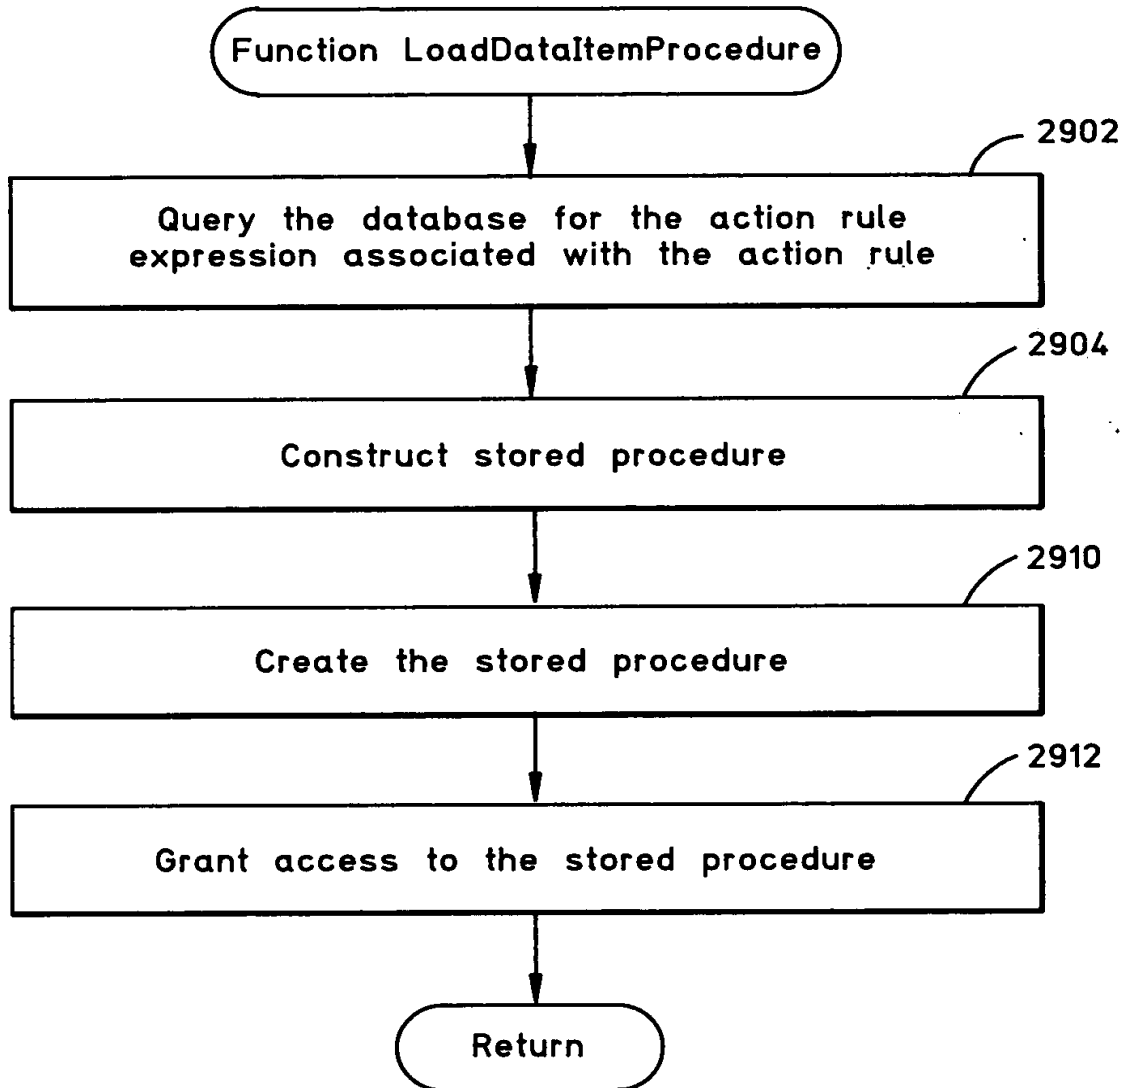 Function LoadDataItemProcedure
2902
Query the database for the action rule
expression associated with the action rule
2904
Construct stored procedure
2910
Create the stored procedure
2912
Grant access to the stored procedure
Return